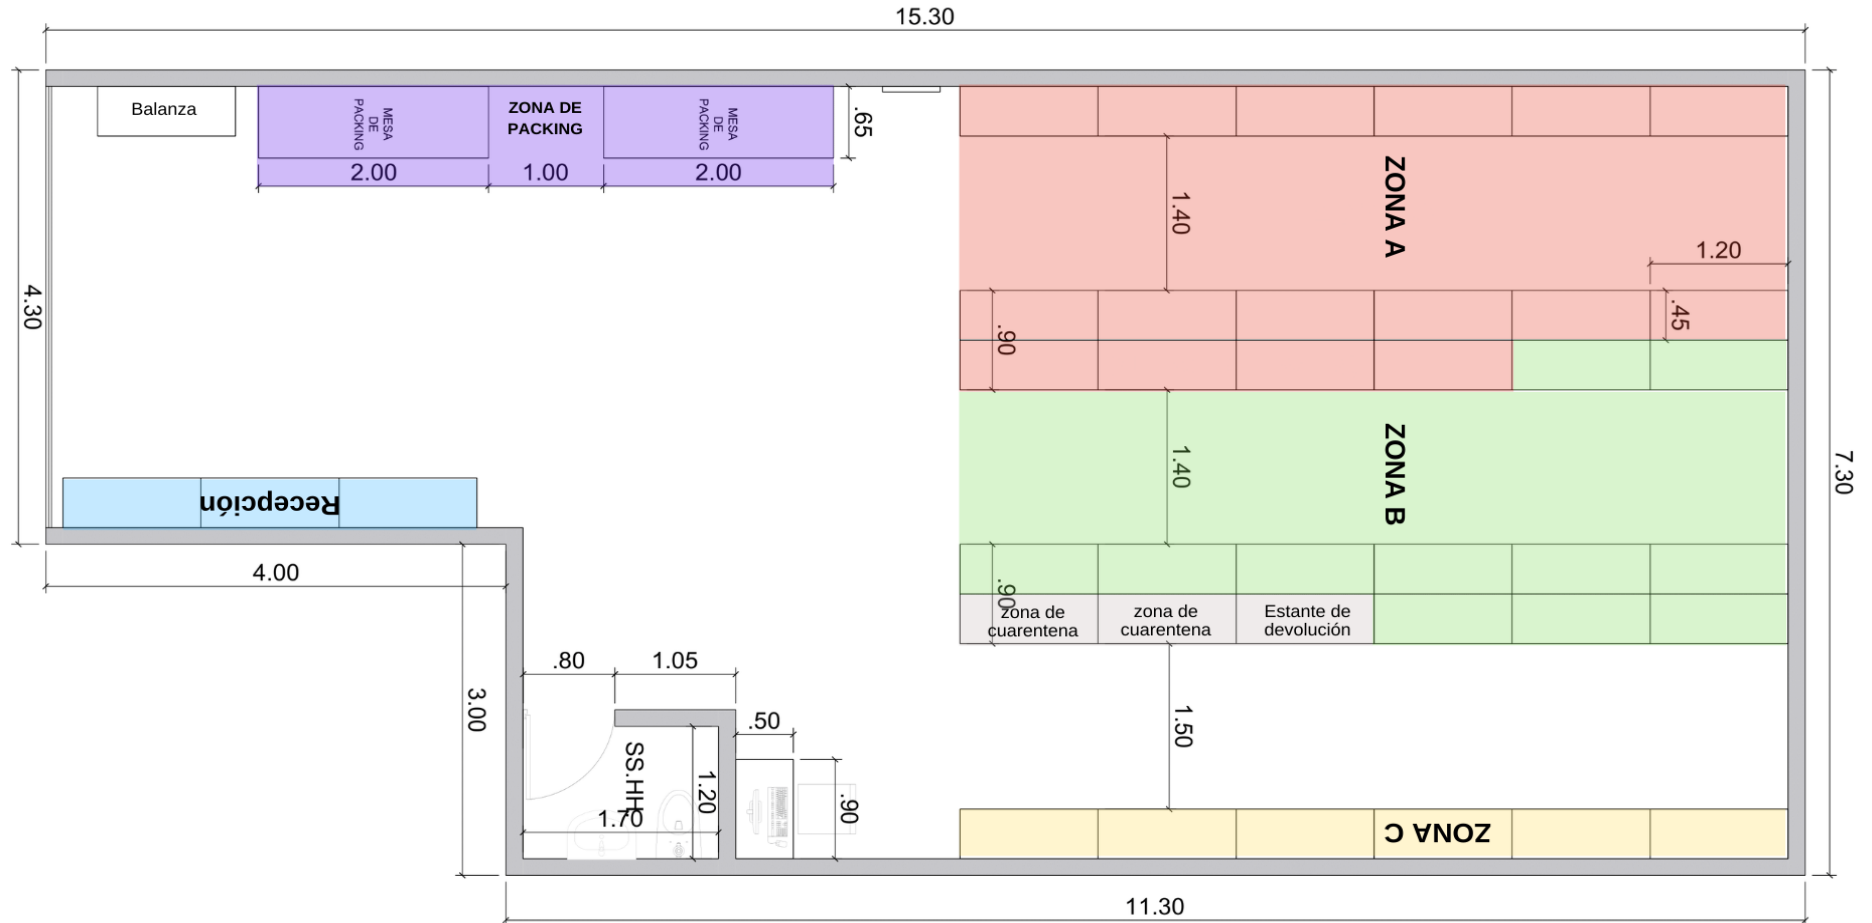 15.30
Balanza
MESA
DE
PACKING
ZONA DE
PACKING
MESA
DE
PACKING
.65
2.00
1.00
2.00
ZONA A
1.40
1.20
4.30
.45
.90
ZONA B
1.40
7.30
Recepción
4.00
.90
zona de
cuarentena
zona de
cuarentena
Estante de
devolución
.80
1.05
3.00
.50
1.50
SS.HH
1.20
.90
1.70
ZONA C
11.30